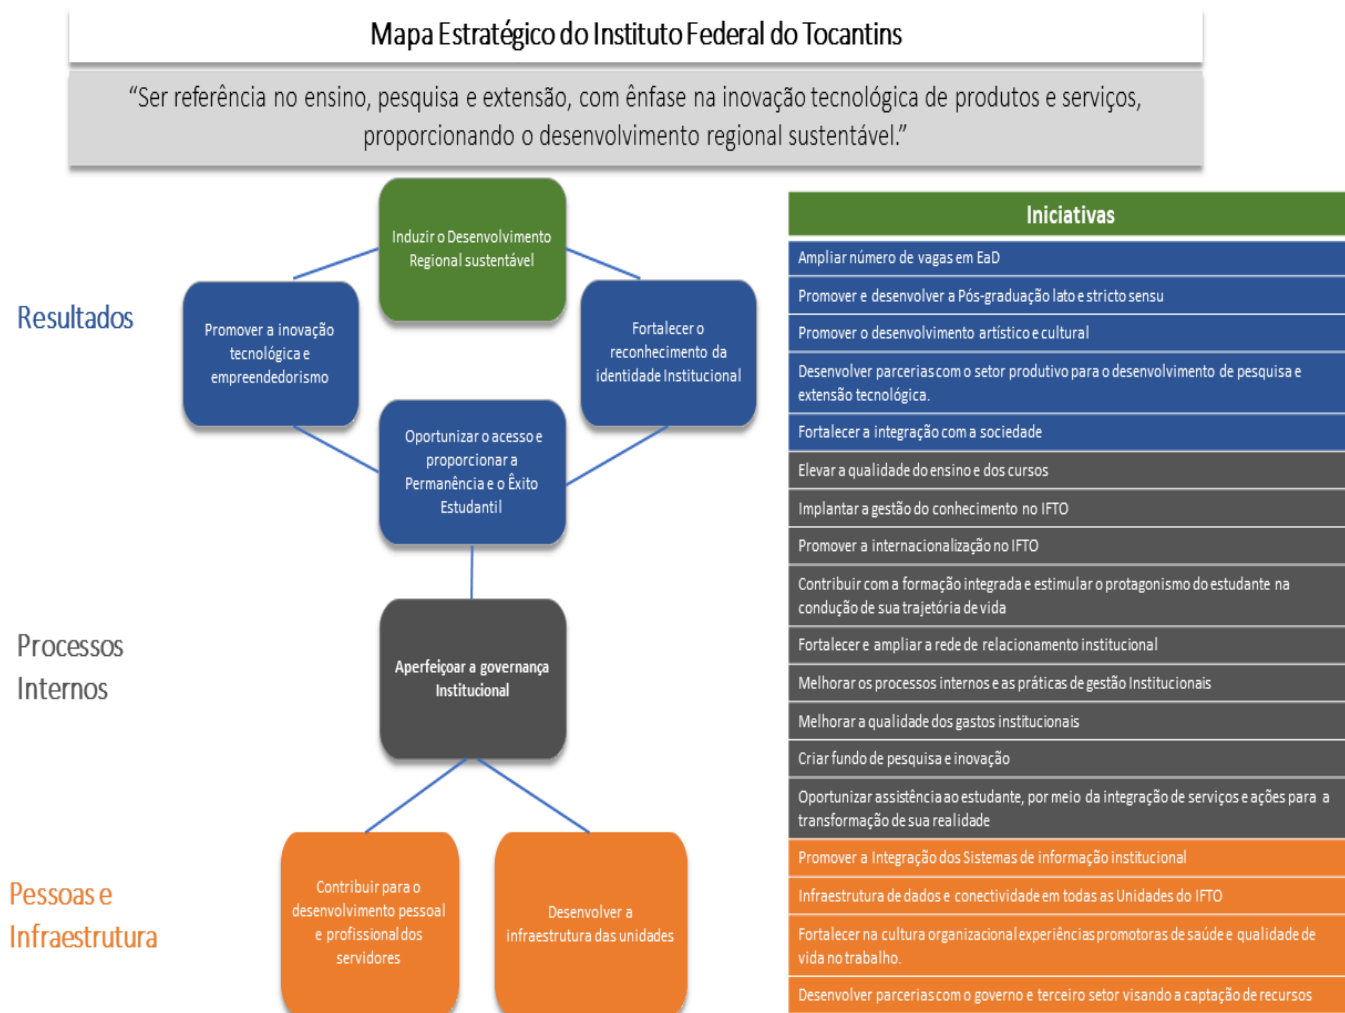 Mapa Estratégico do Instituto Federal do Tocantins
“Ser referência no ensino, pesquisa e extensão, com ênfase na inovação tecnológica de produtos e serviços,
proporcionando o desenvolvimento regional sustentável.”
Resultados
Induzir o Desenvolvimento
Regional sustentável
Promover a inovação
tecnológica e
empreendedorismo
Fortalecer o
reconhecimento da
identidade Institucional
Oportunizar o acesso e
proporcionar a
Permanência e o Êxito
Estudantil
Processos
Internos
Aperfeiçoar a governança
Institucional
Pessoas e
Infraestrutura
Contribuir para o
desenvolvimento pessoal
e profissional dos
servidores
Desenvolver a
infraestrutura das unidades
Iniciativas
Ampliar número de vagas em EaD
Promover e desenvolver a Pós-graduação lato e stricto sensu
Promover o desenvolvimento artístico e cultural
Desenvolver parcerias com o setor produtivo para o desenvolvimento de pesquisa e
extensão tecnológica.
Fortalecer a integração com a sociedade
Elevar a qualidade do ensino e dos cursos
Implantar a gestão do conhecimento no IFTO
Promover a internacionalização no IFTO
Contribuir com a formação integrada e estimular o protagonismo do estudante na
condução de sua trajetória de vida
Fortalecer e ampliar a rede de relacionamento institucional
Melhorar os processos internos e as práticas de gestão Institucionais
Melhorar a qualidade dos gastos institucionais
Criar fundo de pesquisa e inovação
Oportunizar assistência ao estudante, por meio da integração de serviços e ações para a
transformação de sua realidade
Promover a Integração dos Sistemas de informação institucional
Infraestrutura de dados e conectividade em todas as Unidades do IFTO
Fortalecer na cultura organizacional experiências promotoras de saúde e qualidade de
vida no trabalho.
Desenvolver parcerias com o governo e terceiro setor visando a captação de recursos